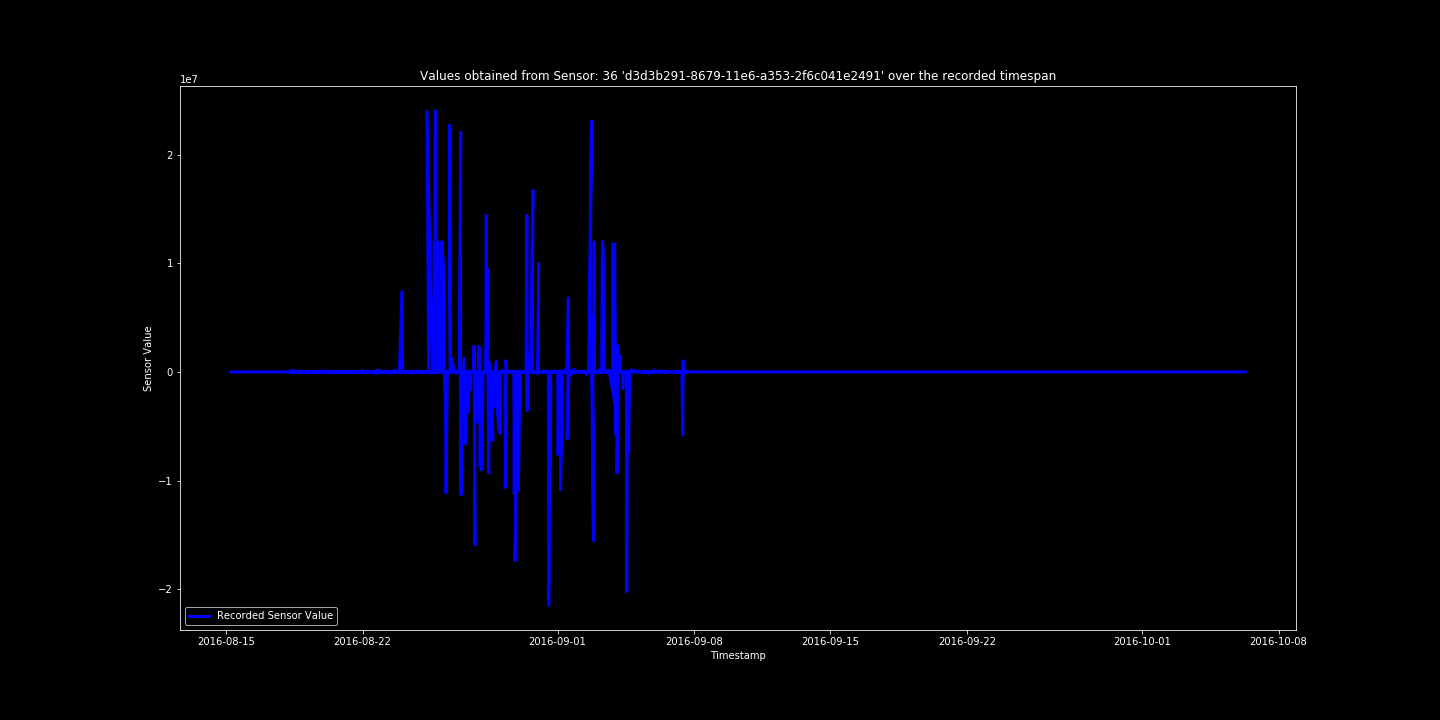 Values obtained from Sensor: 36 'd3d3b291-8679-11e6-a353-2f6c041e2491' over the recorded timespan
1e7
2
1
0
−1
−2
Sensor Value
Recorded Sensor Value
2016-08-15 2016-08-22 2016-09-01 2016-09-08 2016-09-15 2016-09-22 2016-10-01 2016-10-08
Timestamp